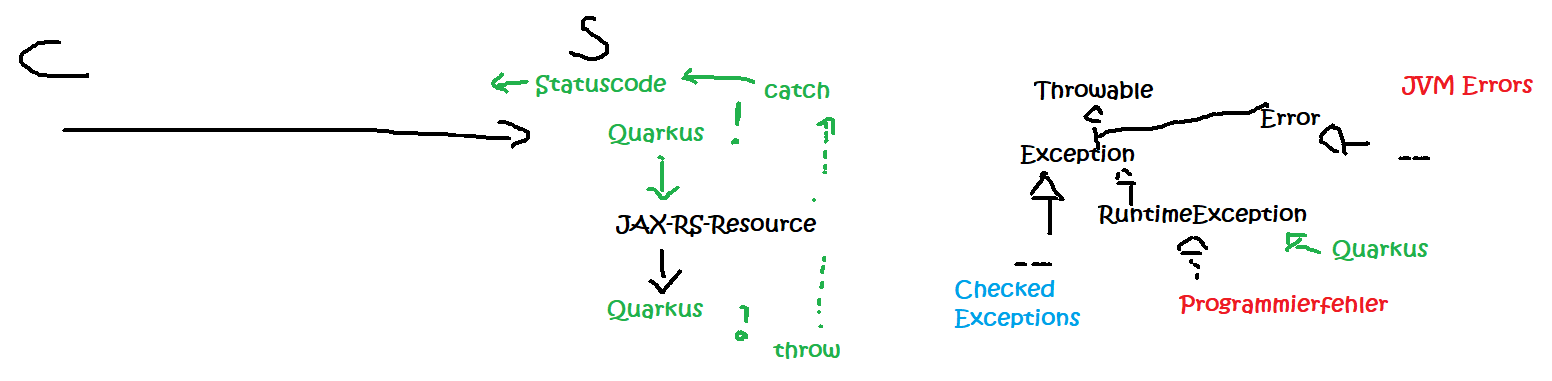 C
S
Statuscode
catch
Quarkus
!
JAX-RS-Resource
Quarkus
!
throw
Throwable
JVM Errors
Error
---
Exception
RuntimeException
Quarkus
---
Checked
Exceptions
Programmierfehler